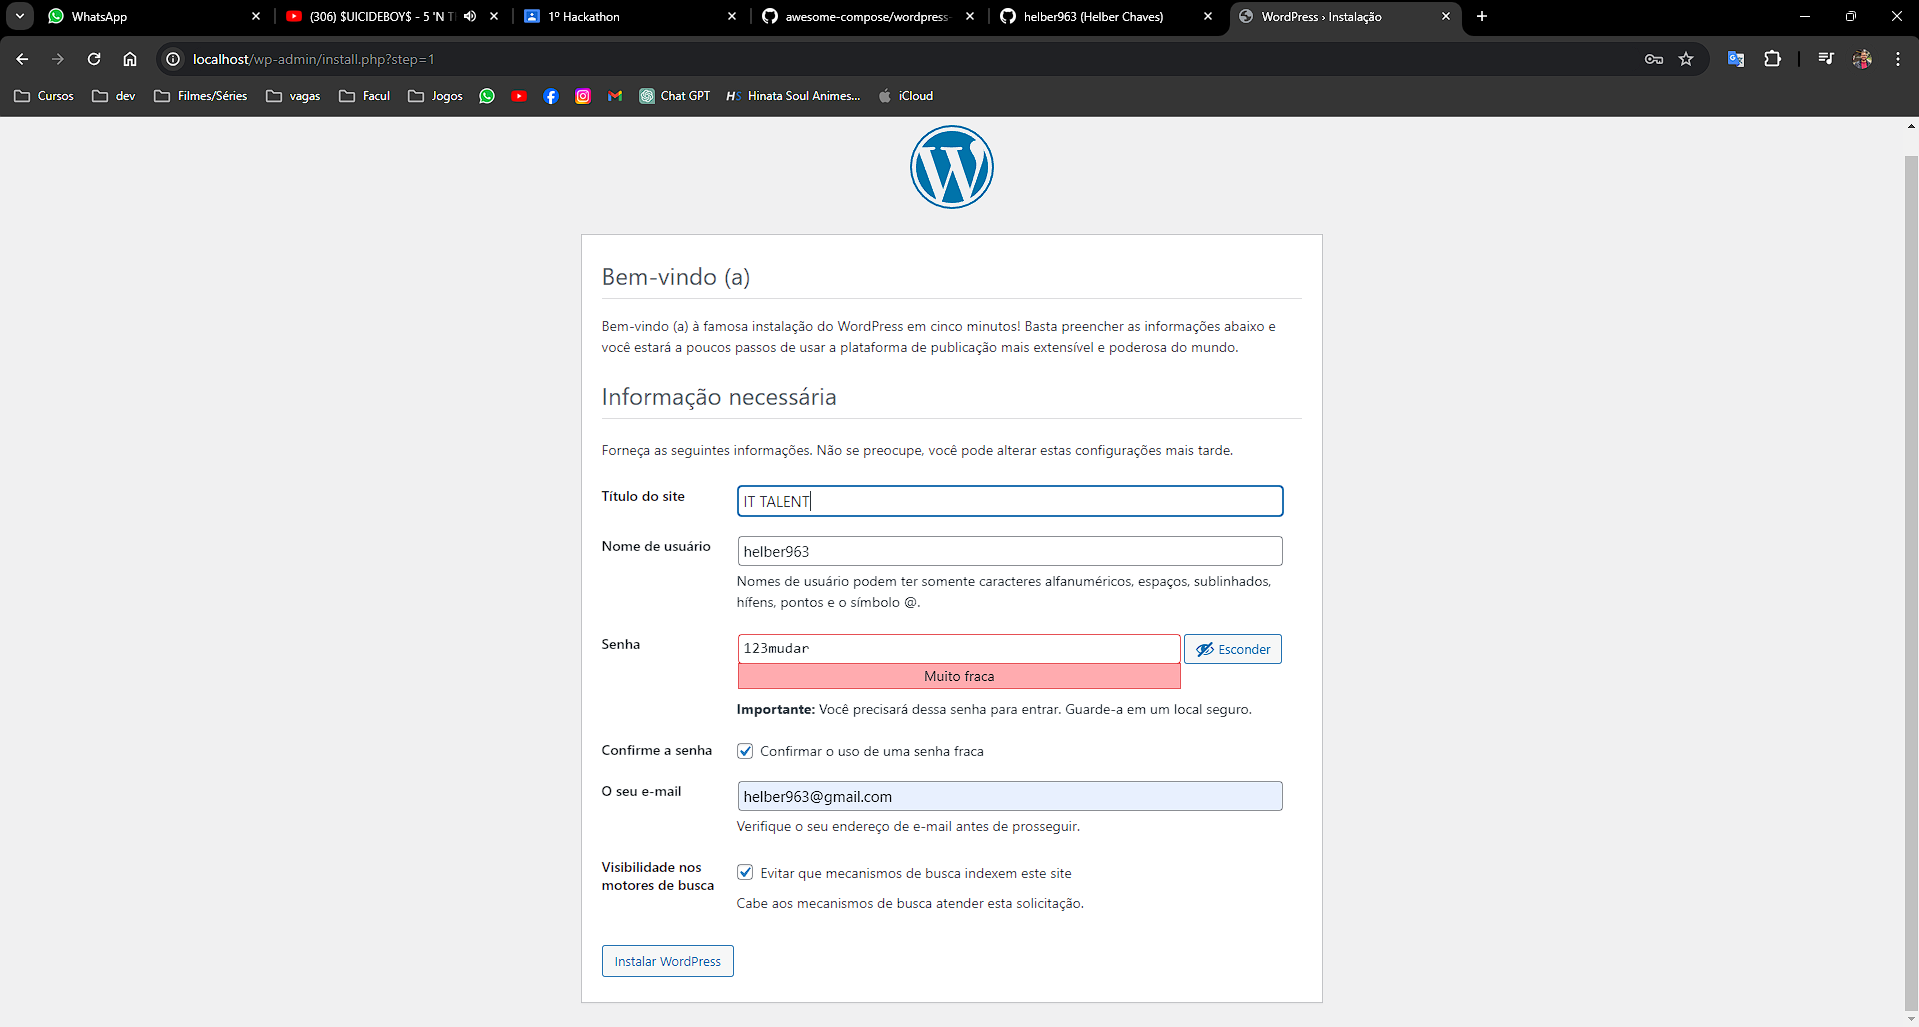 WhatsApp
(306) $UICIDEBOY$ - 5 'N T
1º Hackathon
awesome-compose/wordpress-
helber963 (Helber Chaves)
WordPress › Instalação
localhost/wp-admin/install.php?step=1
Cursos
dev
Filmes/Séries
vagas
Facul
Jogos
Chat GPT
HS Hinata Soul Animes...
iCloud
Bem-vindo (a)
Bem-vindo (a) à famosa instalação do WordPress em cinco minutos! Basta preencher as informações abaixo e
você estará a poucos passos de usar a plataforma de publicação mais extensível e poderosa do mundo.
Informação necessária
Forneça as seguintes informações. Não se preocupe, você pode alterar estas configurações mais tarde.
Título do site
IT TALENT
Nome de usuário
helber963
Nomes de usuário podem ter somente caracteres alfanuméricos, espaços, sublinhados,
hífens, pontos e o símbolo @.
Senha
123mudar
Esconder
Muito fraca
Importante: Você precisará dessa senha para entrar. Guarde-a em um local seguro.
Confirme a senha
Confirmar o uso de uma senha fraca
O seu e-mail
helber963@gmail.com
Verifique o seu endereço de e-mail antes de prosseguir.
Visibilidade nos
motores de busca
Evitar que mecanismos de busca indexem este site
Cabe aos mecanismos de busca atender esta solicitação.
Instalar WordPress